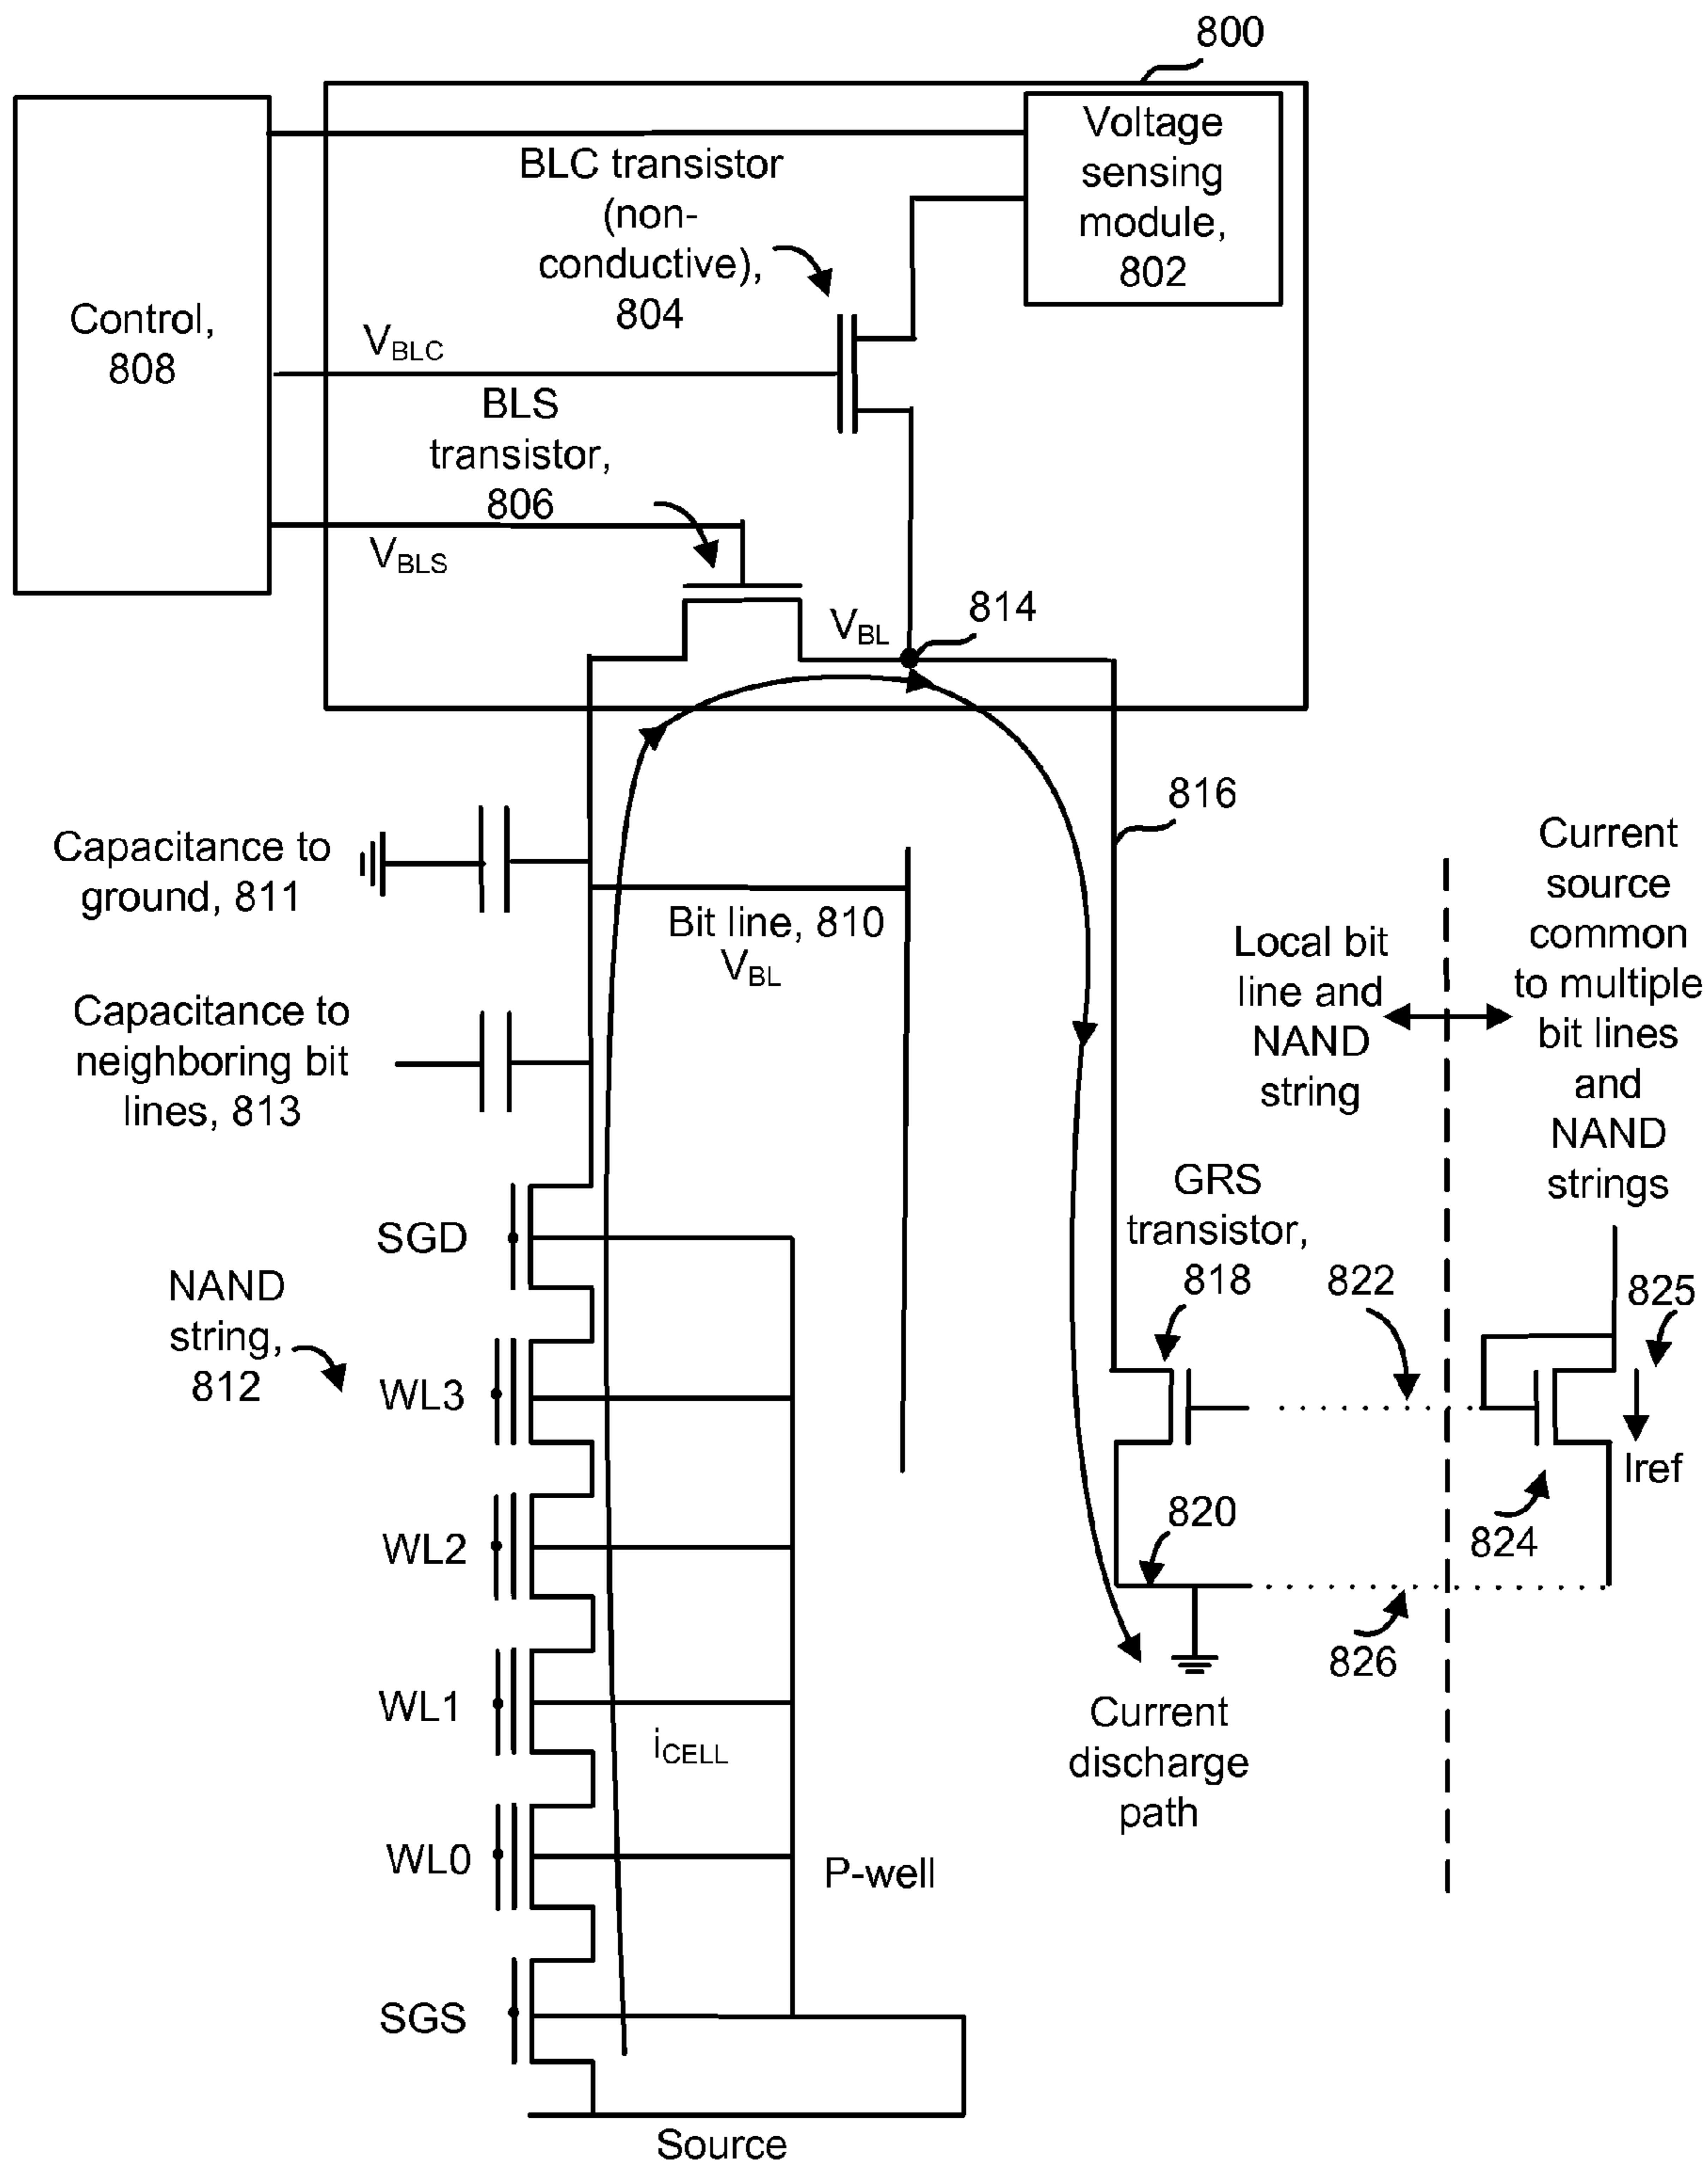 800
Voltage
sensing
module,
802
BLC transistor
(non-
conductive),
804
Control,
808
VBLC
BLS
transistor,
806
VBLS
VBL
814
816
Capacitance to
ground, 811
Bit line, 810
VBL
Capacitance to
neighboring bit
lines, 813
Local bit
line and
NAND
string
Current
source
common
to multiple
bit lines
and
NAND
strings
SGD
NAND
string,
812
GRS
transistor,
818
822
825
WL3
Iref
820
824
WL2
826
WL1
iCELL
Current
discharge
path
WL0
P-well
SGS
Source